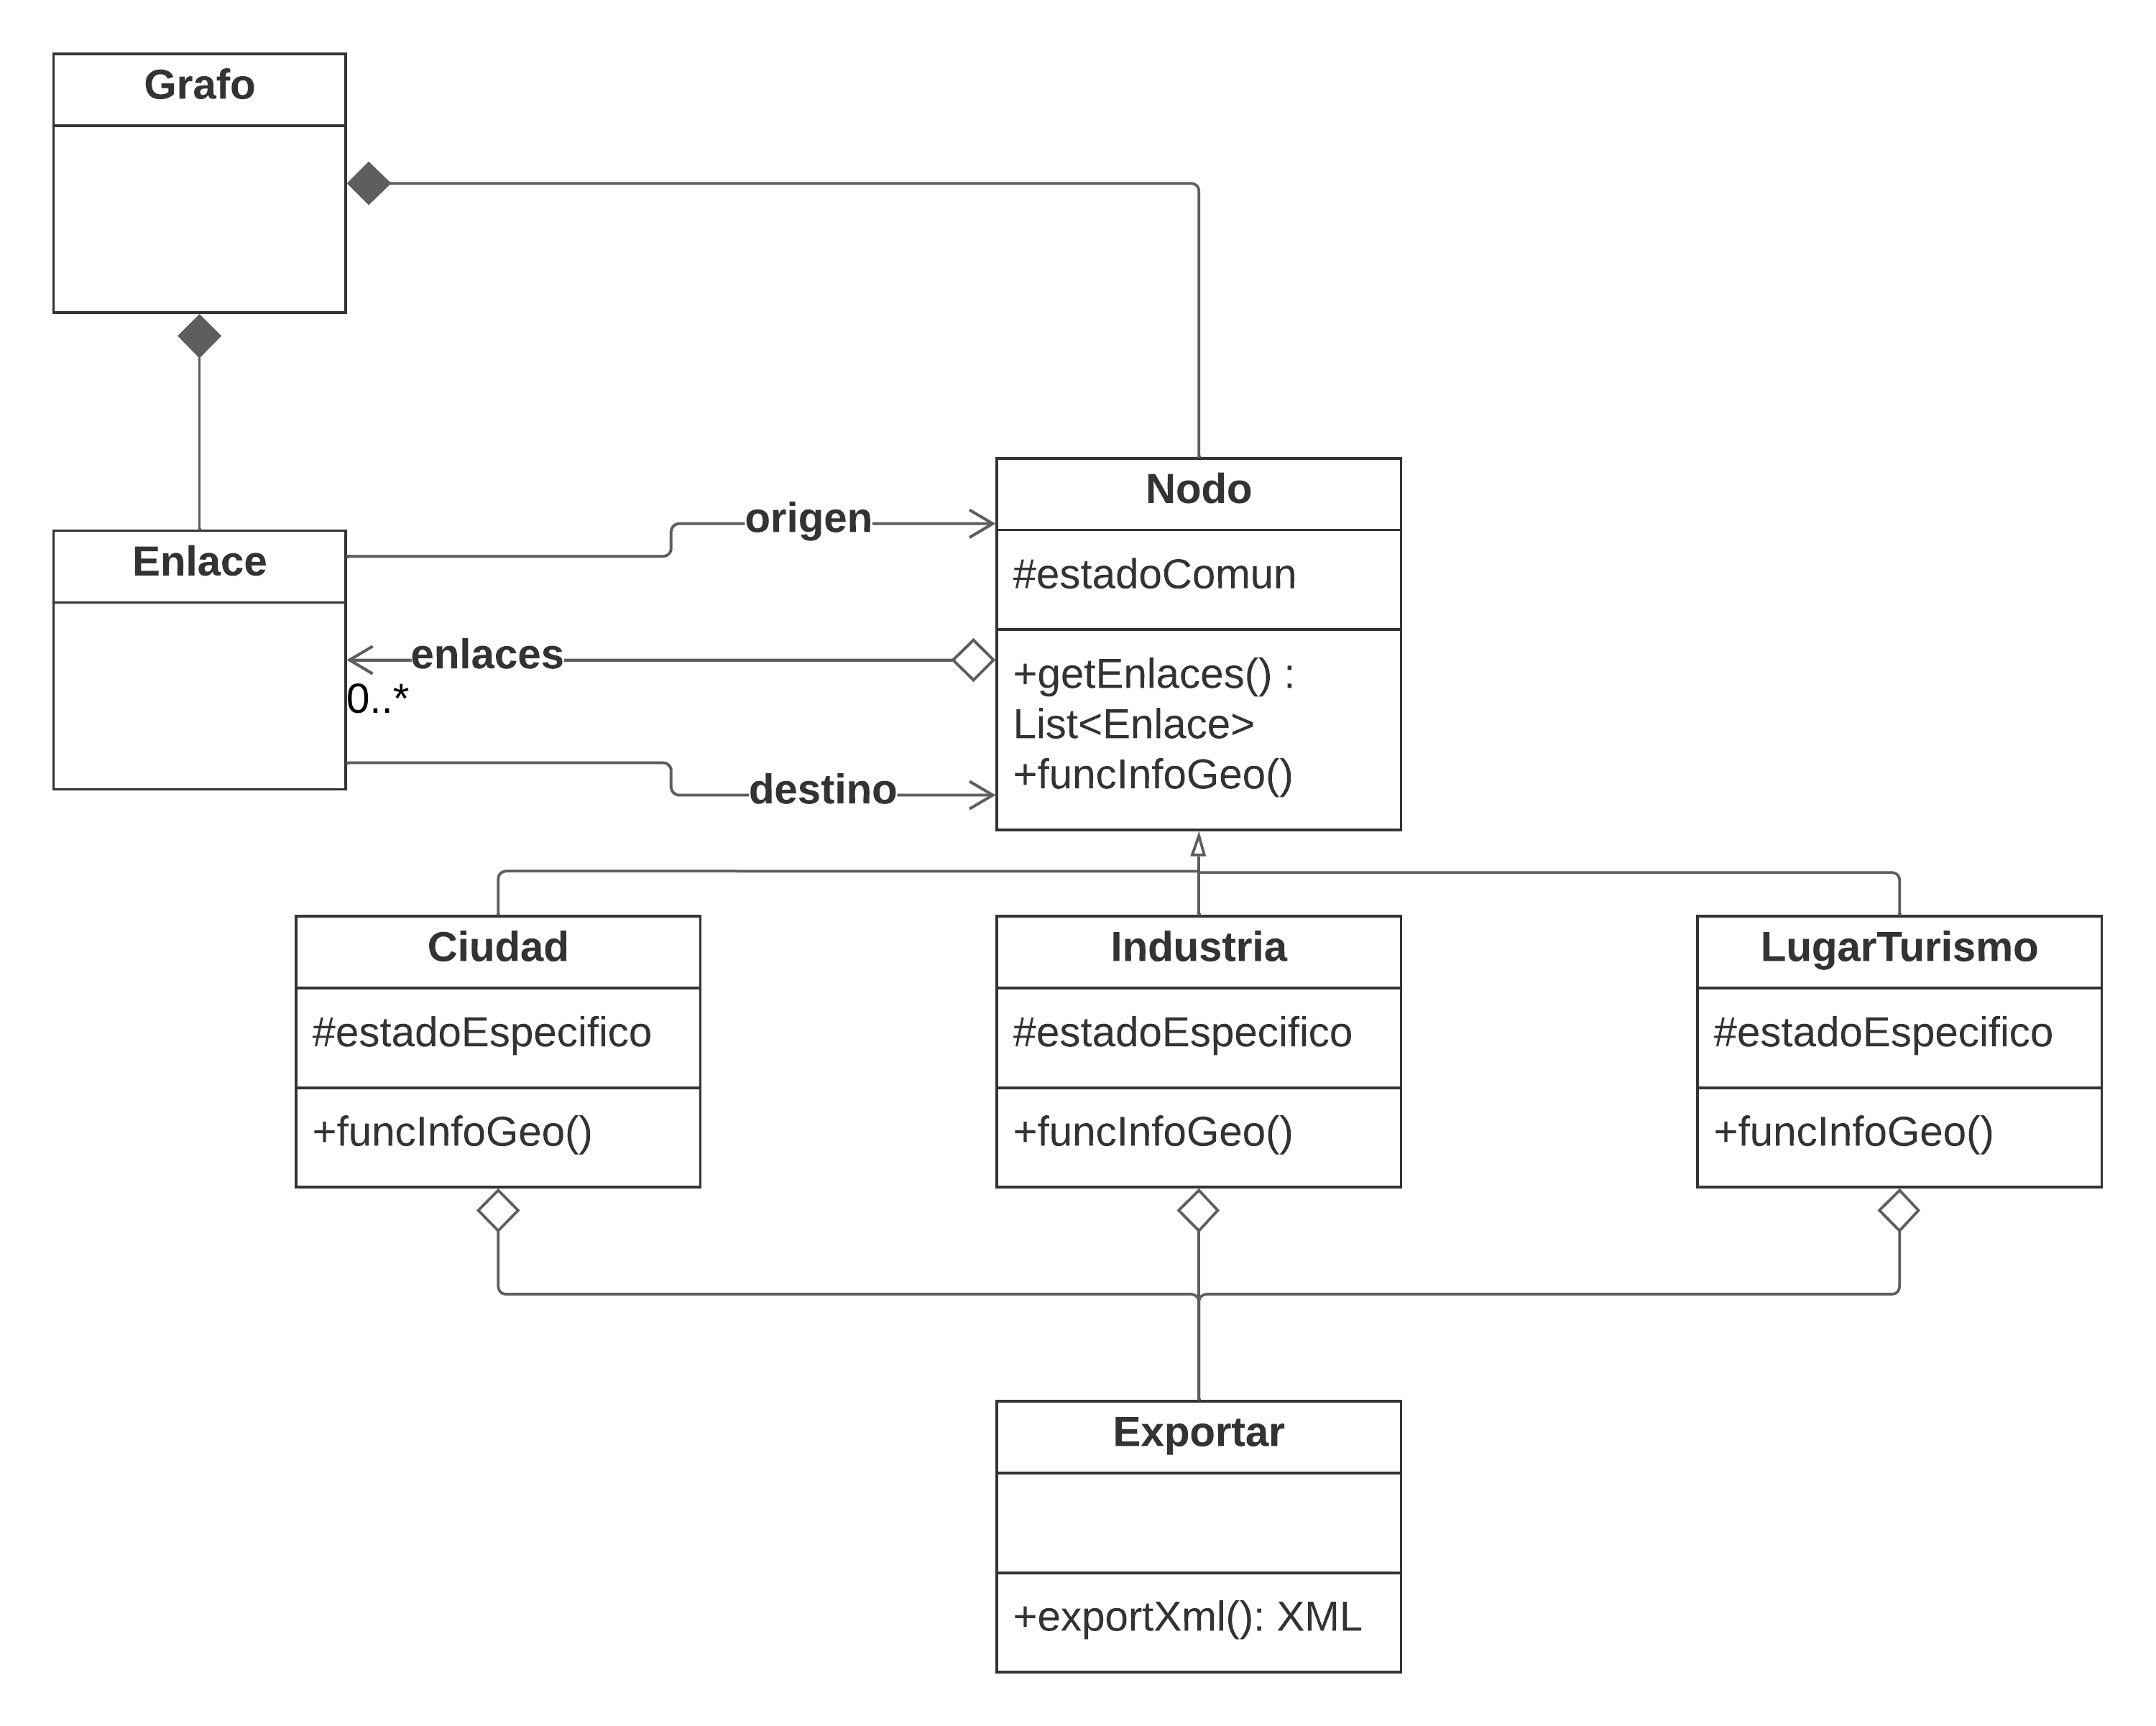 Grafo
Nodo
#estadoComun
+getEnlaces() :
List<Enlace>
+funcInfoGeo()
Enlace
origen
enlaces
0..*
destino
Ciudad
#estadoEspecifico
+funcInfoGeo()
Industria
#estadoEspecifico
+funcInfoGeo()
LugarTurismo
#estadoEspecifico
+funcInfoGeo()
Exportar
+exportXml(): XML